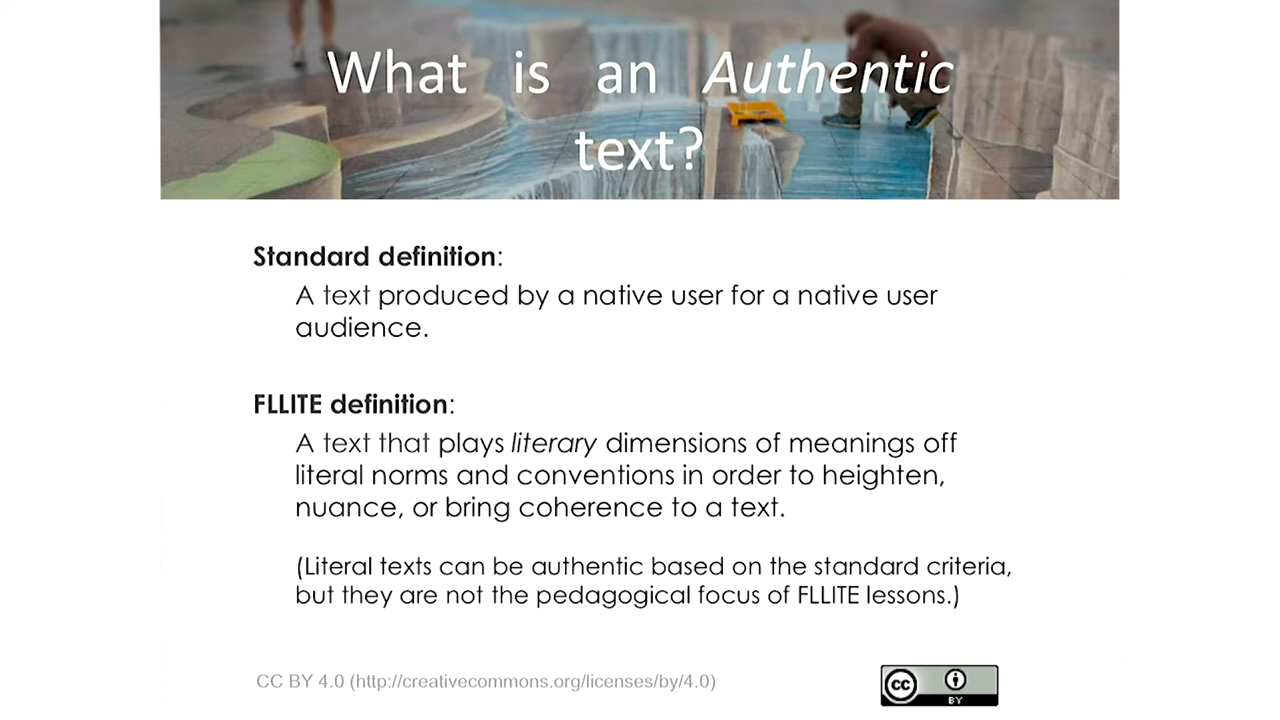 What is an Authentic
text?
Standard definition:
A text produced by a native user for a native user
audience.
FLLITE definition:
A text that plays literary dimensions of meanings off
literal norms and conventions in order to heighten,
nuance, or bring coherence to a text.
(Literal texts can be authentic based on the standard criteria,
but they are not the pedagogical focus of FLLITE lessons.)
CC BY 4.0 (http://creativecommons.org/licenses/by/4.0)
cc
BY